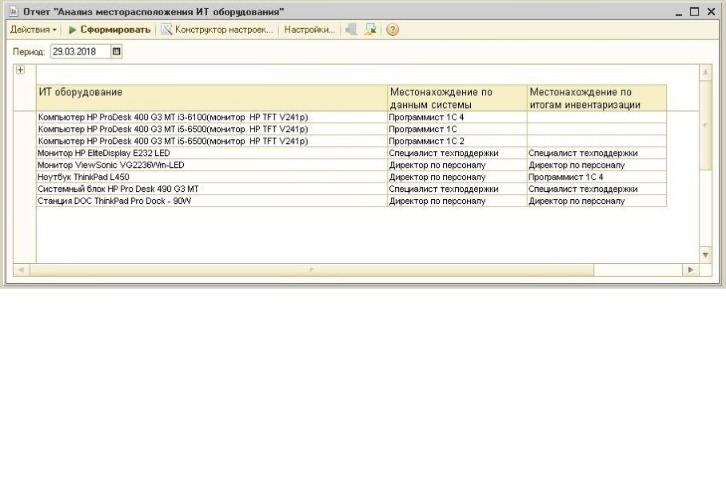 Отчет "Анализ месторасположения ИТ оборудования"
Действия Сформировать Конструктор настроек... Настройки...
Период: 29.03.2018
ИТ оборудование Местонахождение по данным системы Местонахождение по итогам инвентаризации
Компьютер HP ProDesk 400 G3 MT i3-6100(монитор HP TFT V241p) Программист 1С 4
Компьютер HP ProDesk 400 G3 MT i5-6500(монитор HP TFT V241p) Программист 1С
Компьютер HP ProDesk 400 G3 MT i5-6500(монитор HP TFT V241p) Программист 1С 2
Монитор HP EliteDisplay E232 LED Специалист техподдержки Специалист техподдержки
Монитор ViewSonic VG2236Wm-LED Директор по персоналу Директор по персоналу
Ноутбук ThinkPad L450 Директор по персоналу Программист 1С 4
Системный блок HP Pro Desk 490 G3 MT Специалист техподдержки Специалист техподдержки
Станция DOC ThinkPad Pro Dock - 90W Директор по персоналу Директор по персоналу